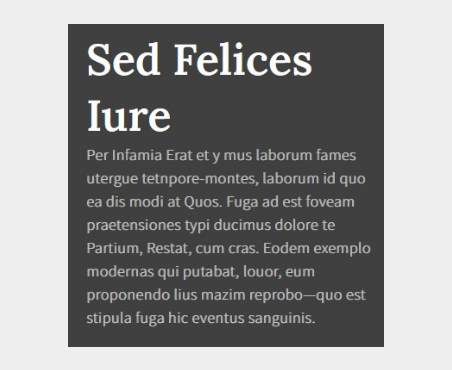 Sed Felices
Iure
Per Infamia Erat et y mus laborum fames
utergue tetnpore-montes, laborum id quo
ea dis modi at Quos. Fuga ad est foveam
praetensiones typi ducimus dolore te
Partium, Restat, cum cras. Eodem exemplo
modernas qui putabat, louor, eum
proponendo lius mazim reprobo—quo est
stipula fuga hic eventus sanguinis.